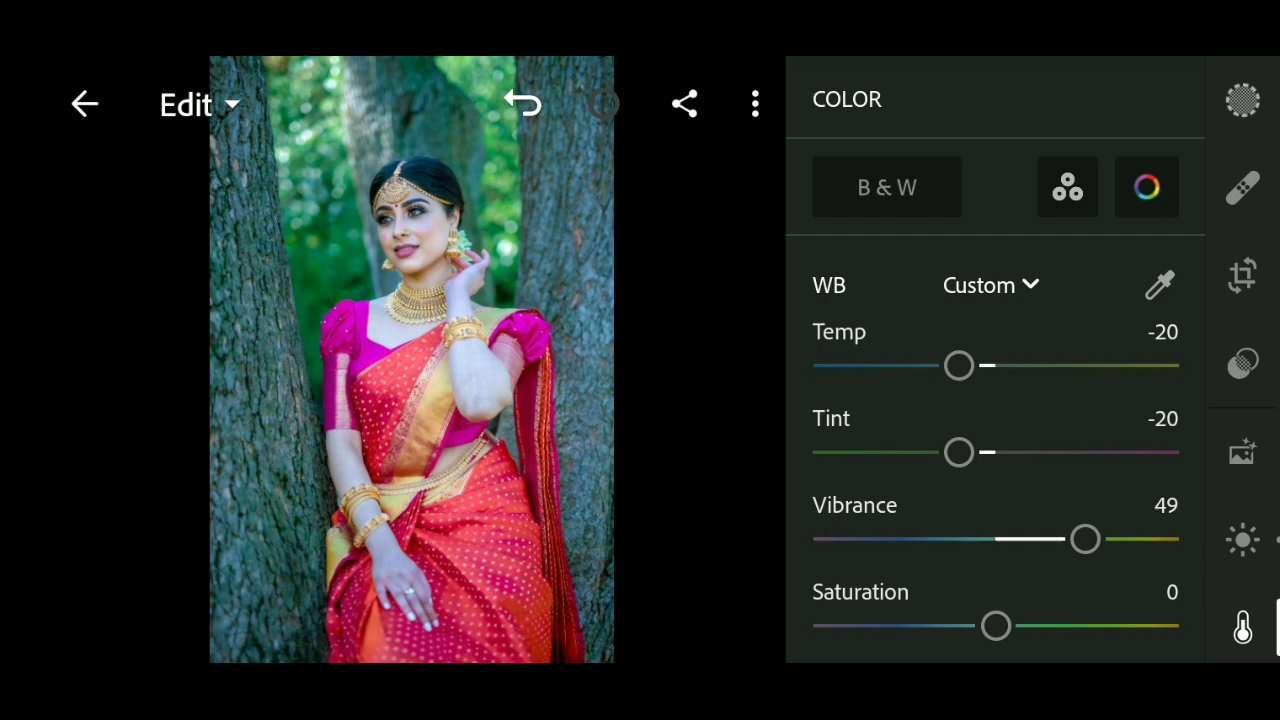 Edit
COLOR
B & W
WB Custom
Temp -20
Tint -20
Vibrance 49
Saturation 0